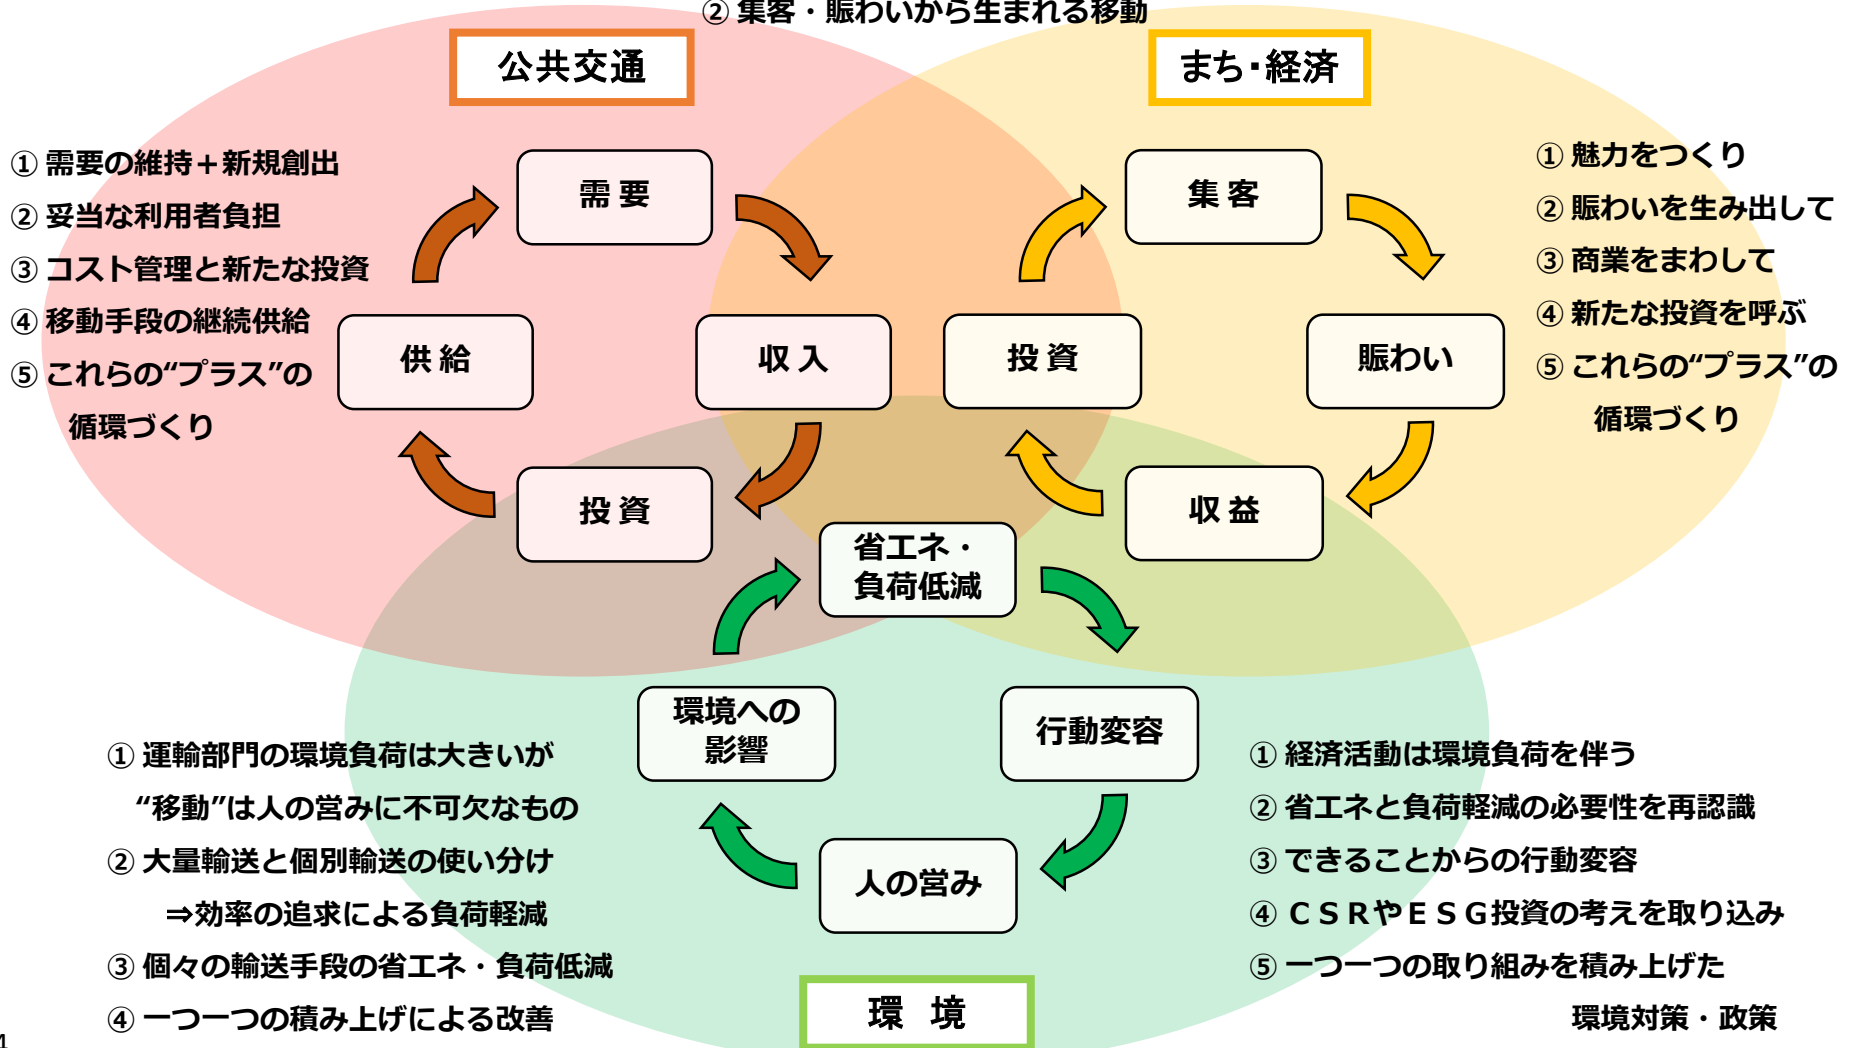 ② 集客・賑わいから生まれる移動
公共交通
まち・経済
① 需要の維持＋新規創出
② 妥当な利用者負担
③ コスト管理と新たな投資
④ 移動手段の継続供給
⑤ これらの“プラス”の
循環づくり
需 要
供 給
収 入
投 資
集 客
投 資
賑わい
収 益
① 魅力をつくり
② 賑わいを生み出して
③ 商業をまわして
④ 新たな投資を呼ぶ
⑤ これらの“プラス”の
循環づくり
省エネ・
負荷低減
環境への
影響
行動変容
人の営み
① 運輸部門の環境負荷は大きいが
“移動”は人の営みに不可欠なもの
② 大量輸送と個別輸送の使い分け
⇒効率の追求による負荷軽減
③ 個々の輸送手段の省エネ・負荷低減
④ 一つ一つの積み上げによる改善
① 経済活動は環境負荷を伴う
② 省エネと負荷軽減の必要性を再認識
③ できることからの行動変容
④ ＣＳＲやＥＳＧ投資の考えを取り込み
⑤ 一つ一つの取り組みを積み上げた
環境対策・政策
環 境